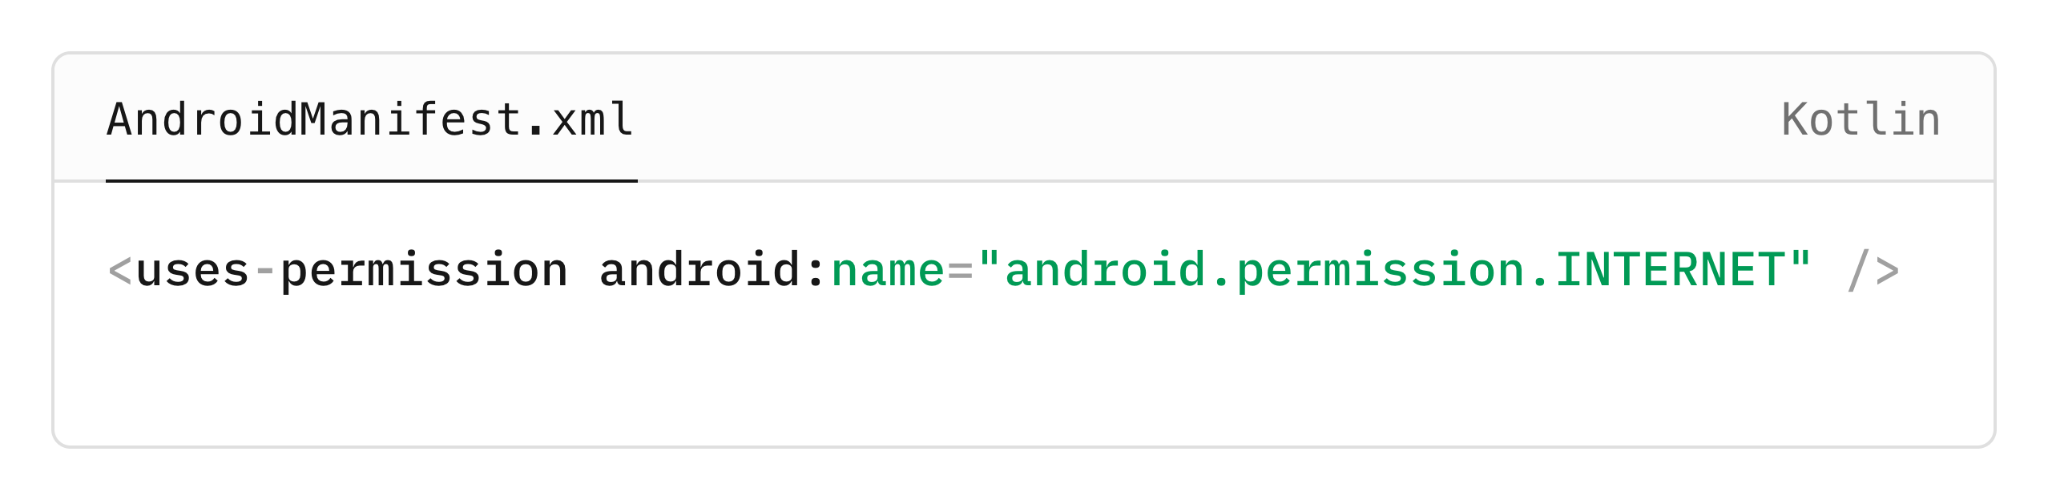 AndroidManifest.xml Kotlin
<uses-permission android:name="android.permission.INTERNET" />